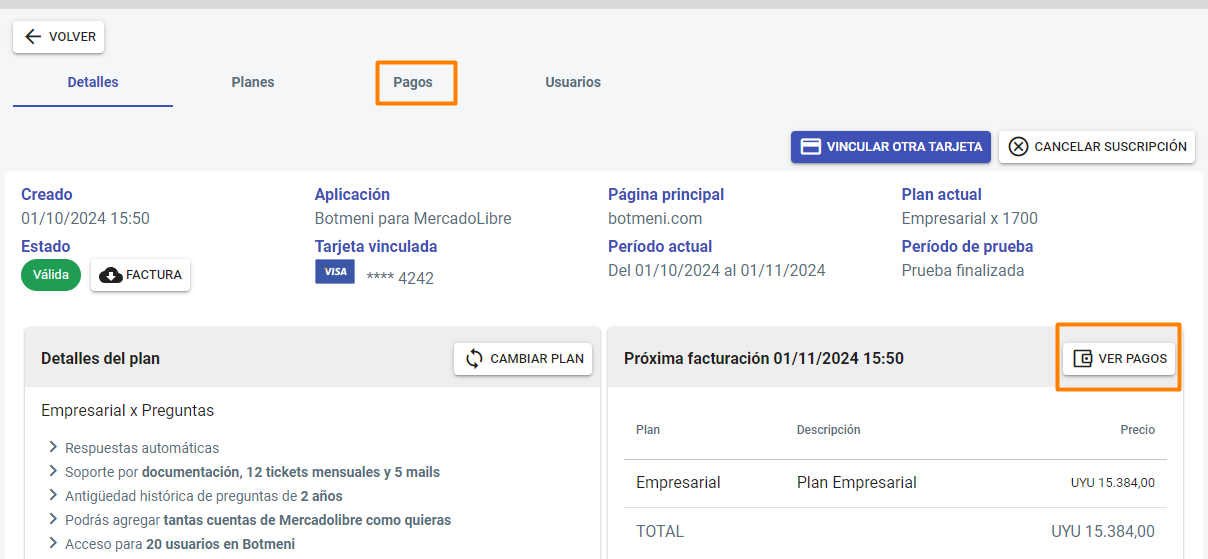 VOLVER
Detalles
Planes
Pagos
Usuarios
VINCULAR OTRA TARJETA
CANCELAR SUSCRIPCIÓN
Creado
01/10/2024 15:50
Aplicación
Botmeni para MercadoLibre
Página principal
botmeni.com
Plan actual
Empresarial x 1700
Estado
Válida
FACTURA
Tarjeta vinculada
VISA
**** 4242
Período actual
Del 01/10/2024 al 01/11/2024
Período de prueba
Prueba finalizada
Detalles del plan
CAMBIAR PLAN
Empresarial x Preguntas
Respuestas automáticas
Soporte por documentación, 12 tickets mensuales y 5 mails
Antigüedad histórica de preguntas de 2 años
Podrás agregar tantas cuentas de Mercadolibre como quieras
Acceso para 20 usuarios en Botmeni
Próxima facturación 01/11/2024 15:50
VER PAGOS
Plan Descripción Precio
Empresarial Plan Empresarial UYU 15.384,00
TOTAL UYU 15.384,00